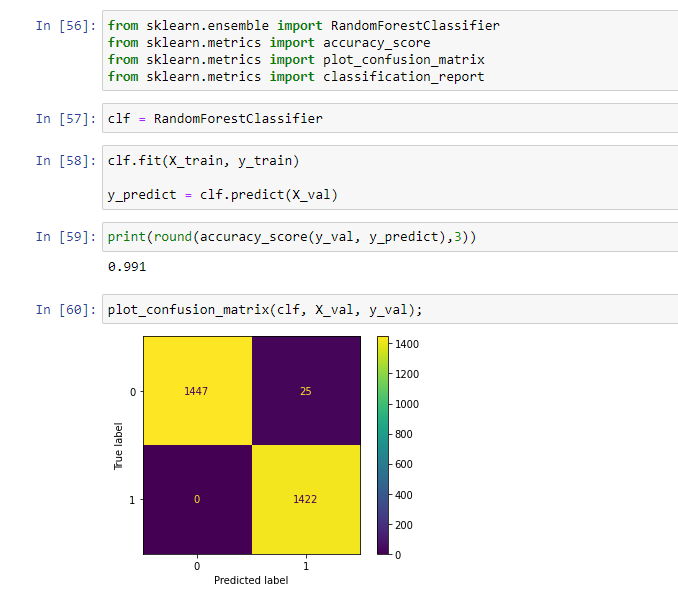 In [56]: from sklearn.ensemble import RandomForestClassifier
from sklearn.metrics import accuracy_score
from sklearn.metrics import plot_confusion_matrix
from sklearn.metrics import classification_report
In [57]: clf = RandomForestClassifier
In [58]: clf.fit(X_train, y_train)
y_predict = clf.predict(X_val)
In [59]: print(round(accuracy_score(y_val, y_predict),3))
0.991
In [60]: plot_confusion_matrix(clf, X_val, y_val);
1400
1200
1000
800
600
400
200
0
True label
0
1447
25
1
0
1422
0
1
Predicted label